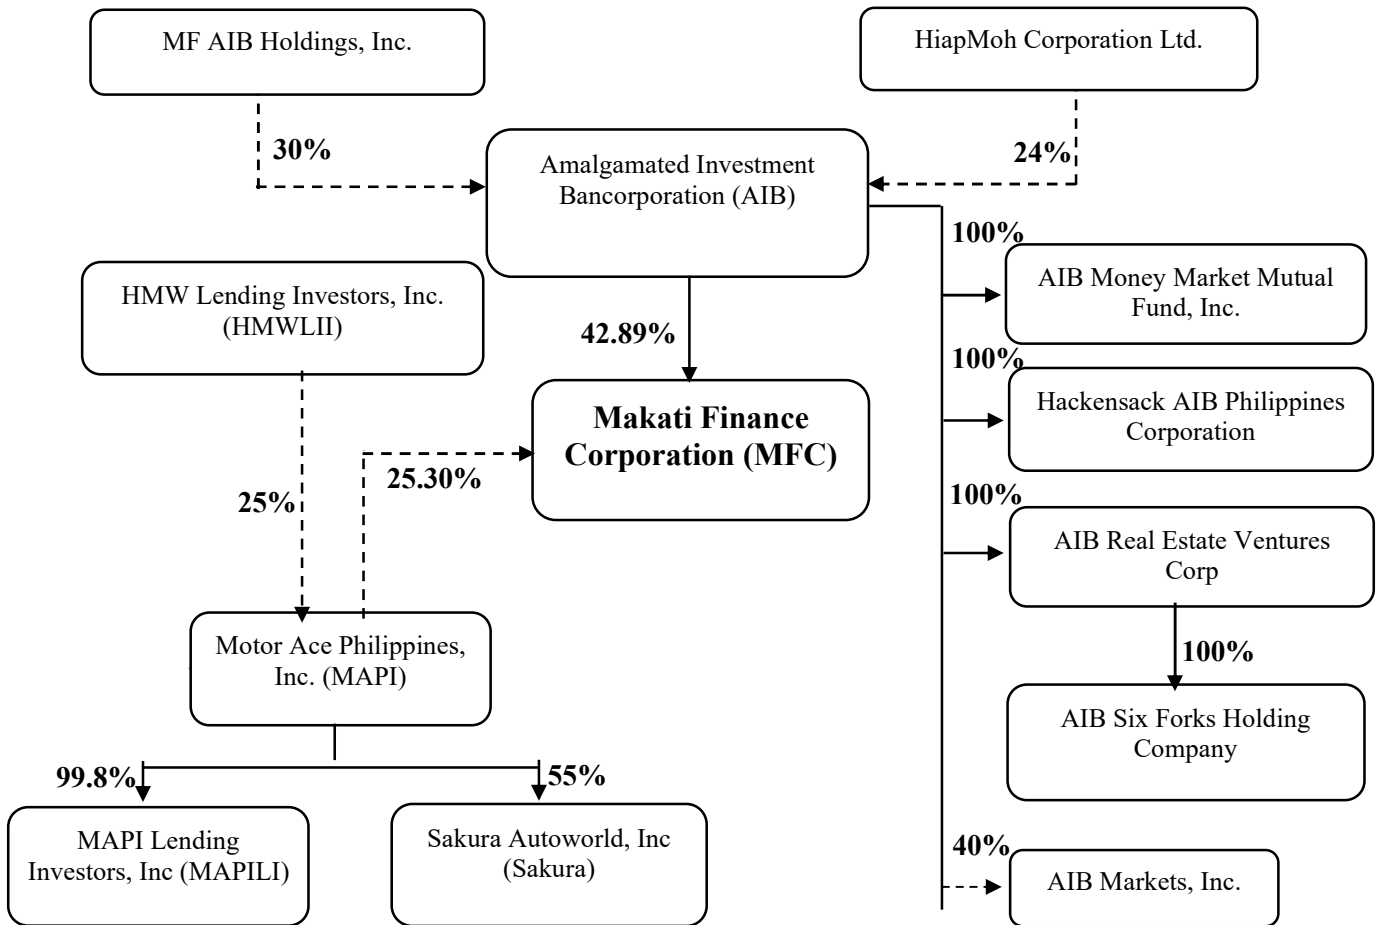 MF AIB Holdings, Inc.
HiapMoh Corporation Ltd.
30%
24%
Amalgamated Investment
Bancorporation (AIB)
100%
AIB Money Market Mutual
Fund, Inc.
HMW Lending Investors, Inc.
(HMWLII)
42.89%
100%
Hackensack AIB Philippines
Corporation
Makati Finance
Corporation (MFC)
25%
25.30%
100%
AIB Real Estate Ventures
Corp
Motor Ace Philippines,
Inc. (MAPI)
100%
AIB Six Forks Holding
Company
99.8%
55%
MAPI Lending
Investors, Inc (MAPILI)
Sakura Autoworld, Inc
(Sakura)
40%
AIB Markets, Inc.